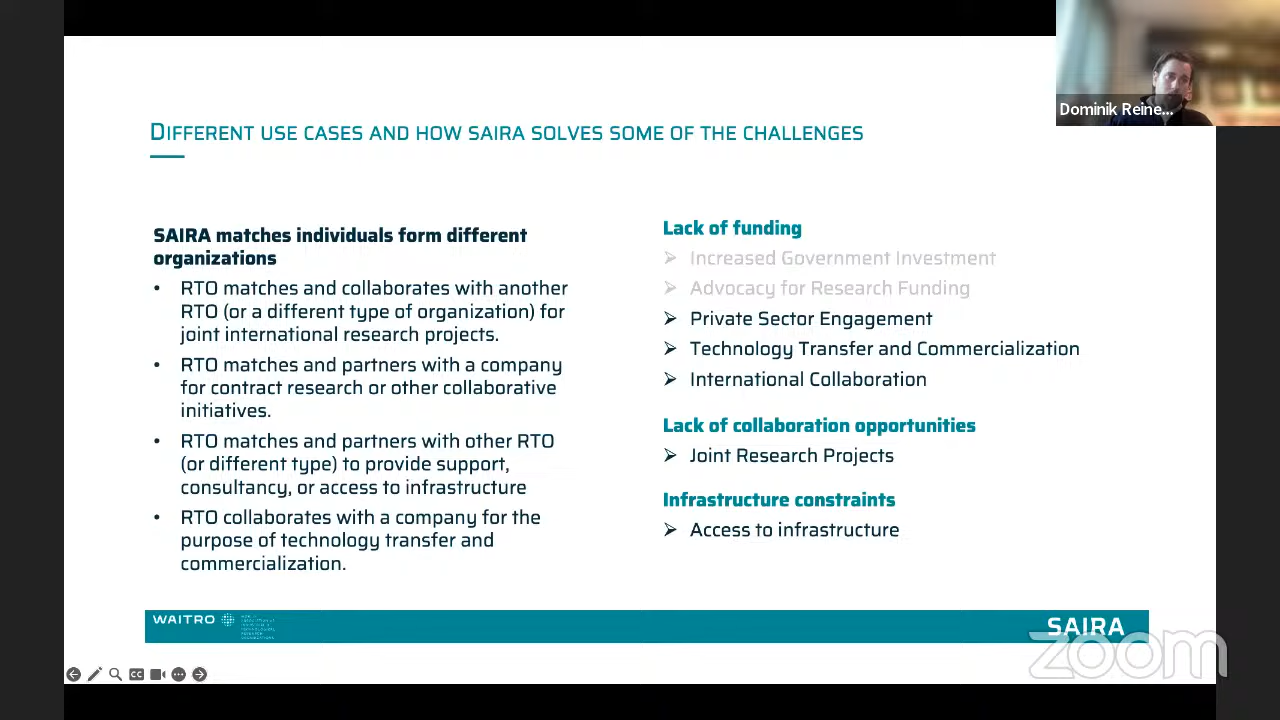 Dominik Reine...
DIFFERENT USE CASES AND HOW SAIRA SOLVES SOME OF THE CHALLENGES
SAIRA matches individuals form different
organizations
• RTO matches and collaborates with another
RTO (or a different type of organization) for
joint international research projects.
• RTO matches and partners with a company
for contract research or other collaborative
initiatives.
• RTO matches and partners with other RTO
(or different type) to provide support,
consultancy, or access to infrastructure
• RTO collaborates with a company for the
purpose of technology transfer and
commercialization.
Lack of funding
➢ Increased Government Investment
➢ Advocacy for Research Funding
➢ Private Sector Engagement
➢ Technology Transfer and Commercialization
➢ International Collaboration
Lack of collaboration opportunities
➢ Joint Research Projects
Infrastructure constraints
➢ Access to infrastructure
WAITRO
SAIRA
zoom
CC